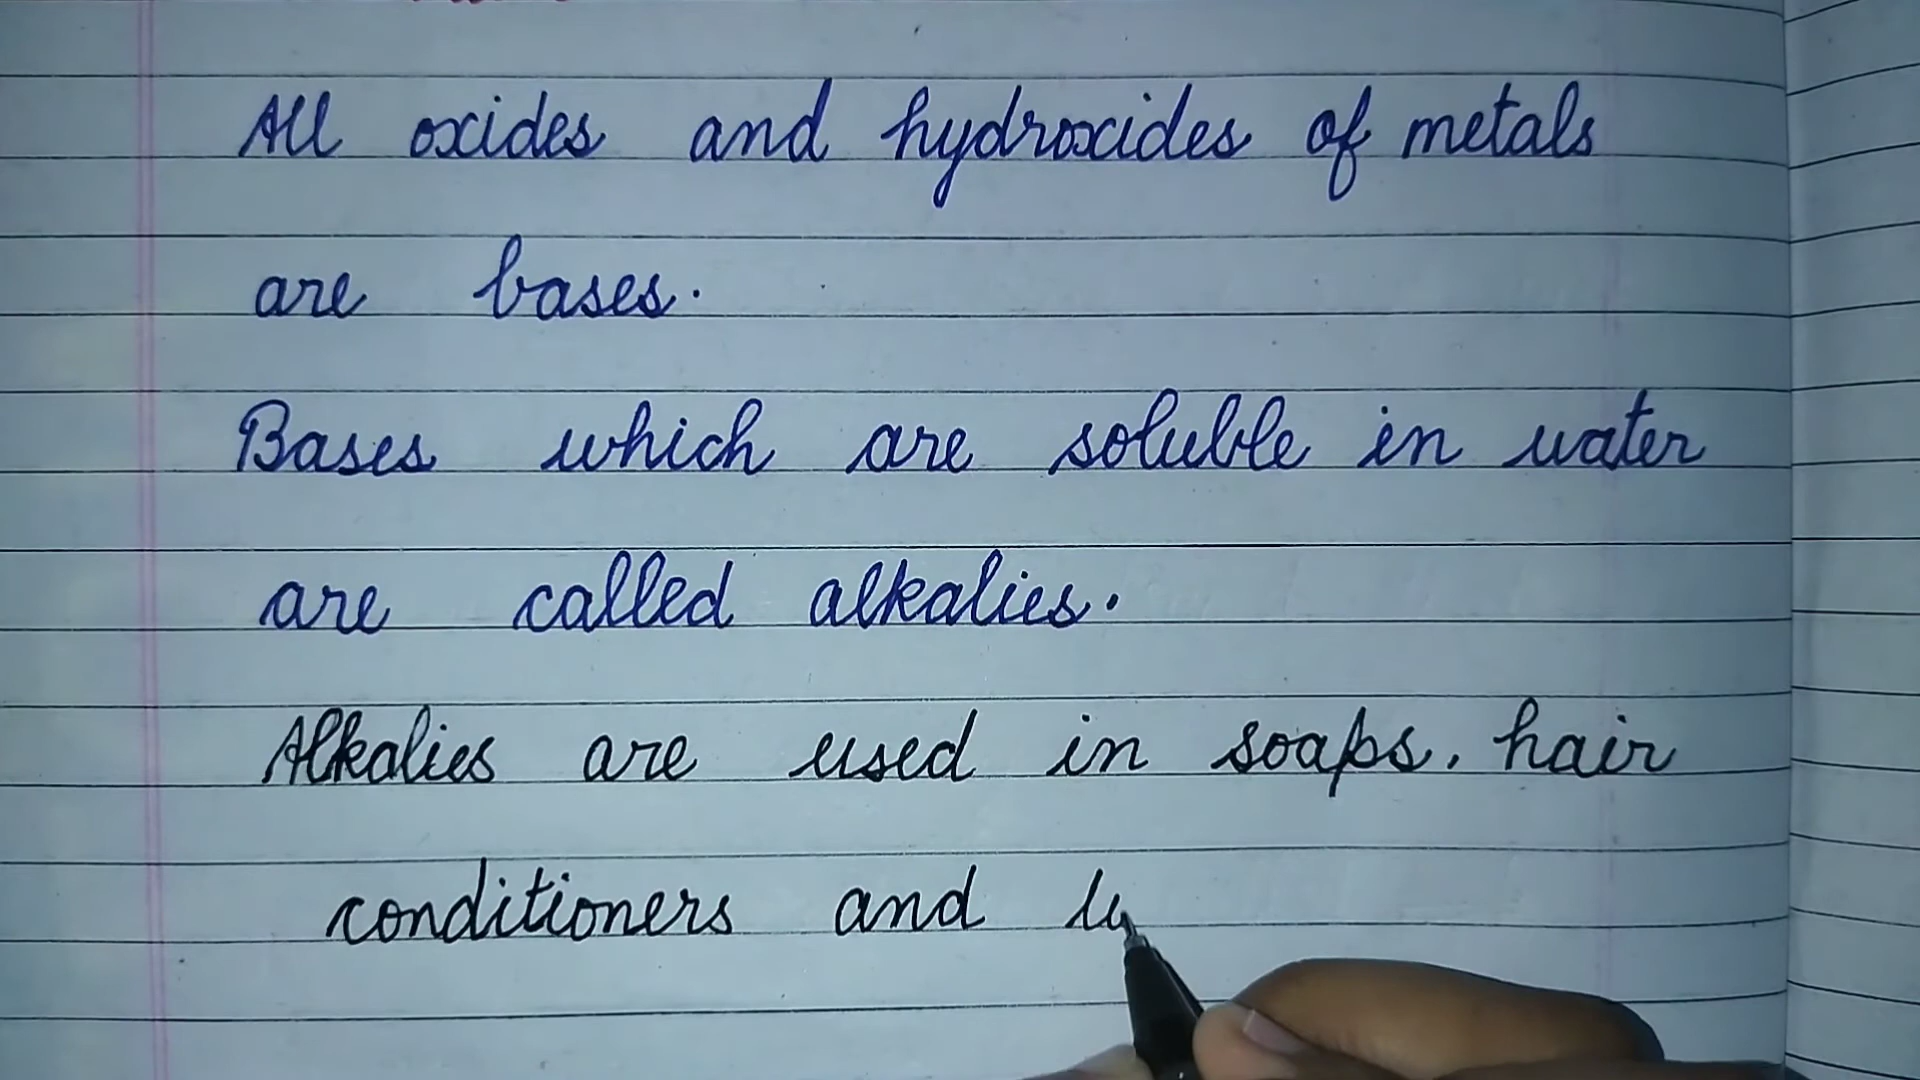 All oxides and hydroxides of metals
are bases.
Bases which are soluble in water
are called alkalies.
Alkalies are used in soaps, hair
conditioners and